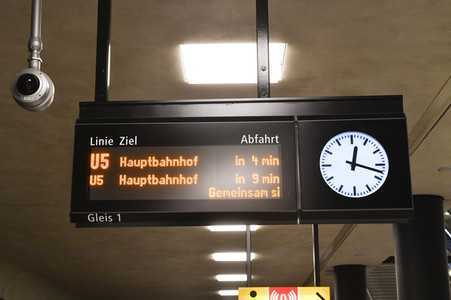 Linie Ziel Abfahrt
U5 Hauptbahnhof in 4 min
U5 Hauptbahnhof in 9 min
Gemeinsam si
Gleis 1